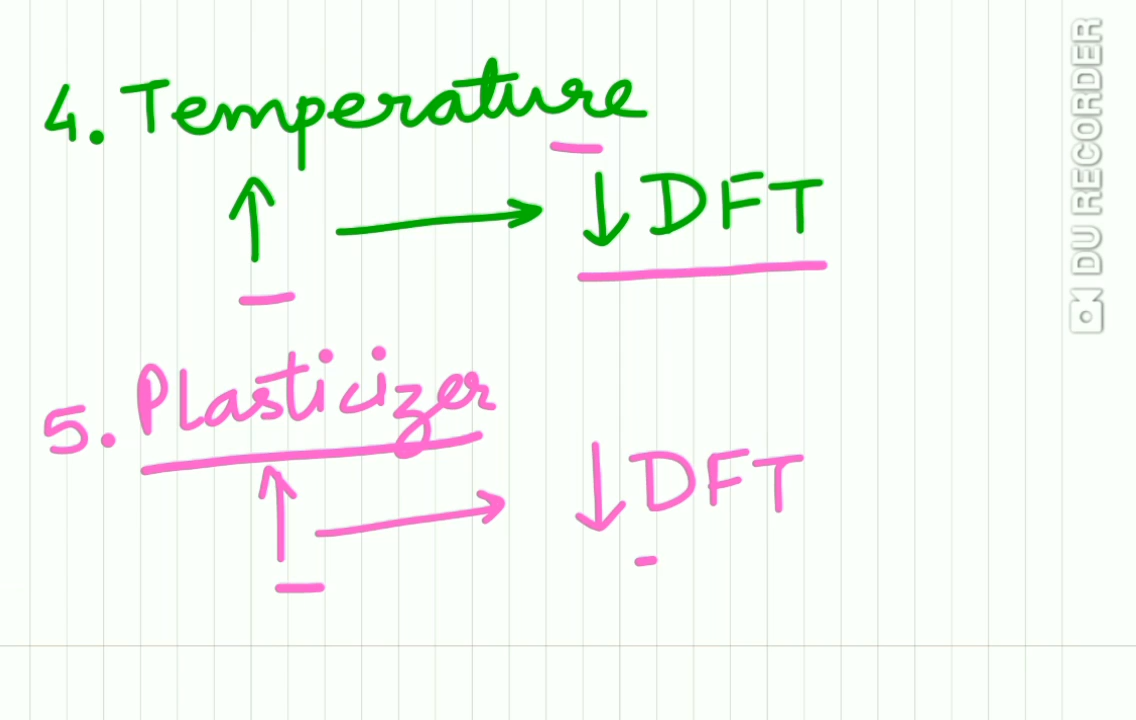 4. Temperature
↑ → ↓ DFT
5. Plasticizer
↑ → ↓ DFT
DU RECORDER